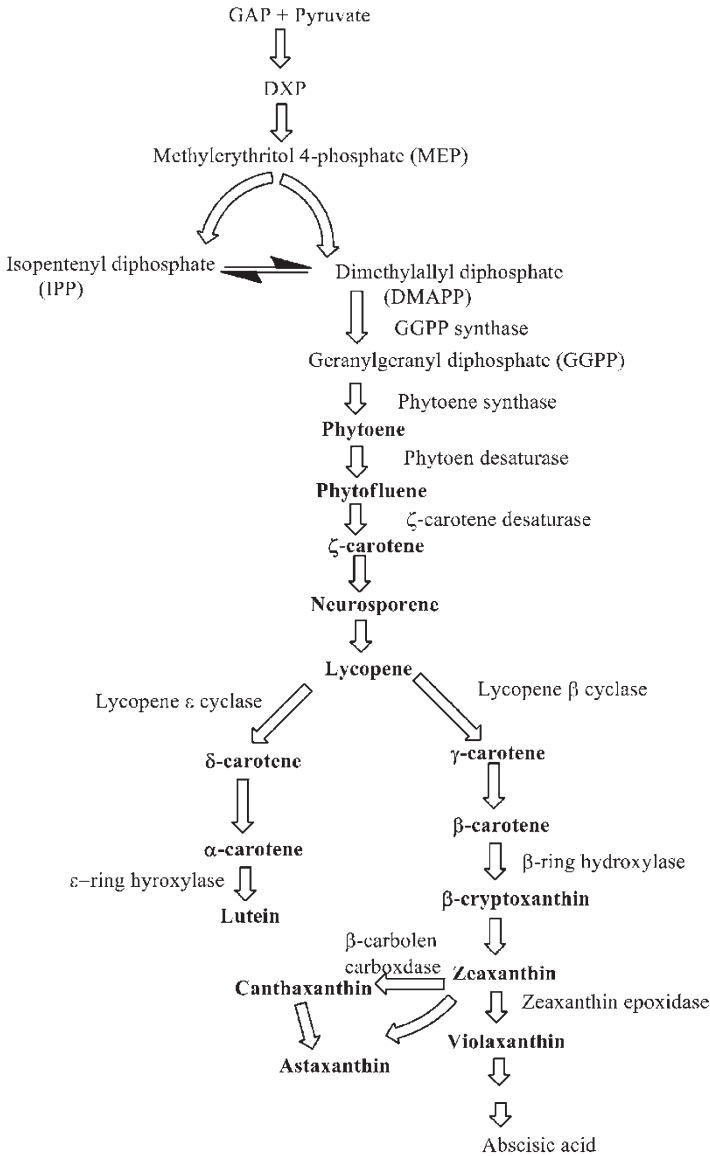 GAP + Pyruvate
DXP
Methylerythritol 4-phosphate (MEP)
Isopentenyl diphosphate
(IPP)
Dimethylallyl diphosphate
(DMAPP)
GGPP synthase
Geranylgeranyl diphosphate (GGPP)
Phytoene synthase
Phytoene
Phytoen desaturase
Phytofluene
ζ-carotene desaturase
ζ-carotene
Neurosporene
Lycopene
Lycopene ε cyclase
Lycopene β cyclase
δ-carotene
γ-carotene
α-carotene
β-carotene
ε–ring hyroxylase
β-ring hydroxylase
Lutein
β-cryptoxanthin
β-carbolen
carboxdase
Zeaxanthin
Canthaxanthin
Zeaxanthin epoxidase
Violaxanthin
Astaxanthin
Abscisic acid